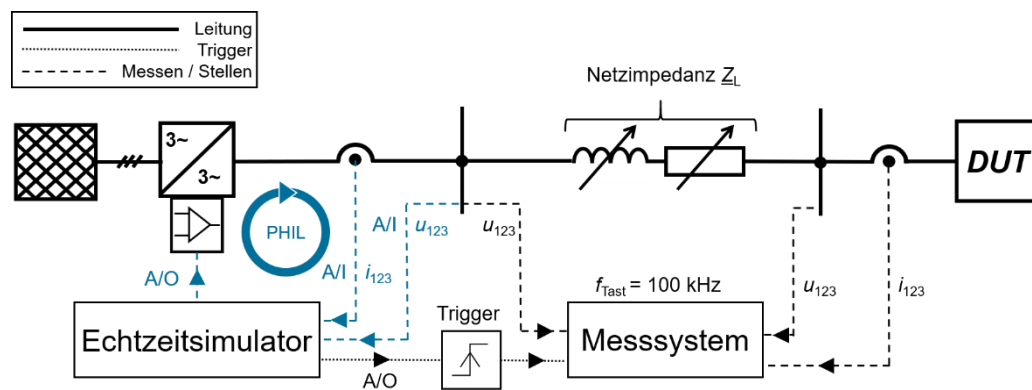 Leitung
Trigger
Messen / Stellen
Netzimpedanz Z_L
3~
3~
DUT
PHIL
A/I
u₁₂₃
u₁₂₃
A/O
A/I
i₁₂₃
f_Tast = 100 kHz
u₁₂₃
i₁₂₃
Echtzeitsimulator
Trigger
Messsystem
A/O